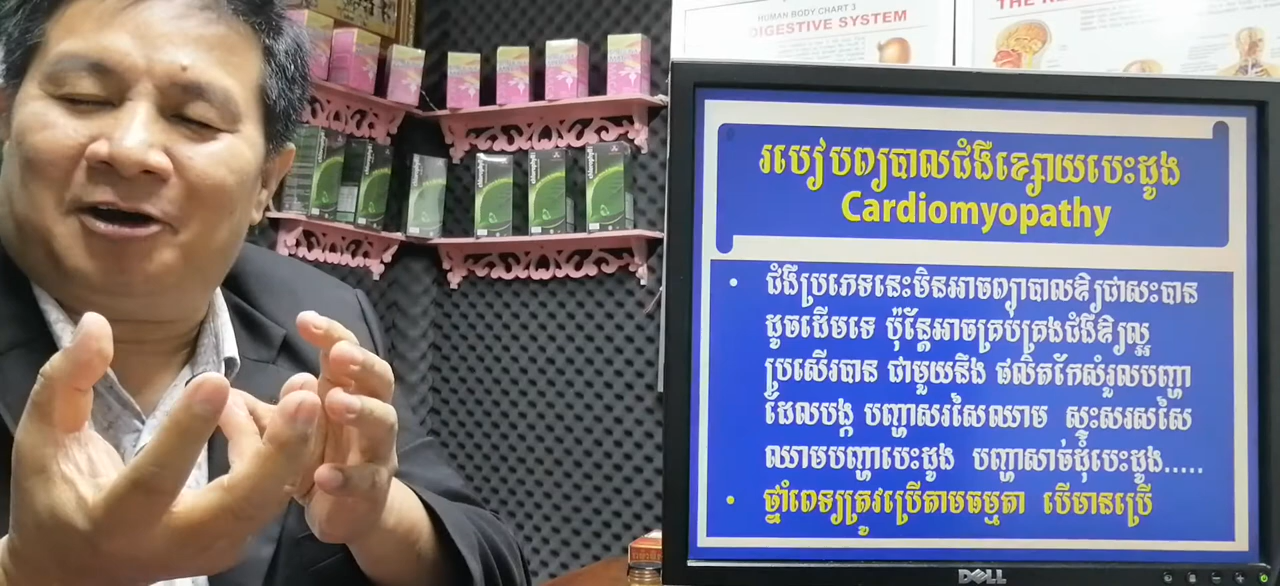 HUMAN BODY CHART 3
DIGESTIVE SYSTEM
chlorophyll
chlorophyll
chlorophyll
របៀបព្យបាលជំងឺខ្សោយបេះដូង
Cardiomyopathy
• ជំងឺប្រភេទនេះមិនអាចព្យាបាលឱ្យជាសះបាន
ដូចដើមទេ ប៉ុន្តែអាចគ្រប់គ្រងជំងឺឱ្យល្អ
ប្រសើរបាន ជាមួយនិង ផលិតកែសំរួលបញ្ហា
ដែលបង្ក បញ្ហាសរសៃឈាម ស្ទះសរសសៃ
ឈាមបញ្ហាបេះដូង បញ្ហាសាច់ដុំបេះដូង.....
• ថ្នាំពេទ្យត្រូវប្រើតាមធម្មតា បើមានប្រើ
DELL